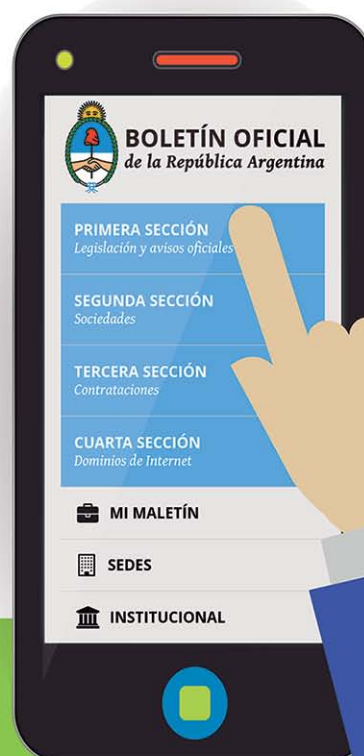 BOLETÍN OFICIAL
de la República Argentina
PRIMERA SECCIÓN
Legislación y avisos oficiales
SEGUNDA SECCIÓN
Sociedades
TERCERA SECCIÓN
Contrataciones
CUARTA SECCIÓN
Dominios de Internet
MI MALETÍN
SEDES
INSTITUCIONAL